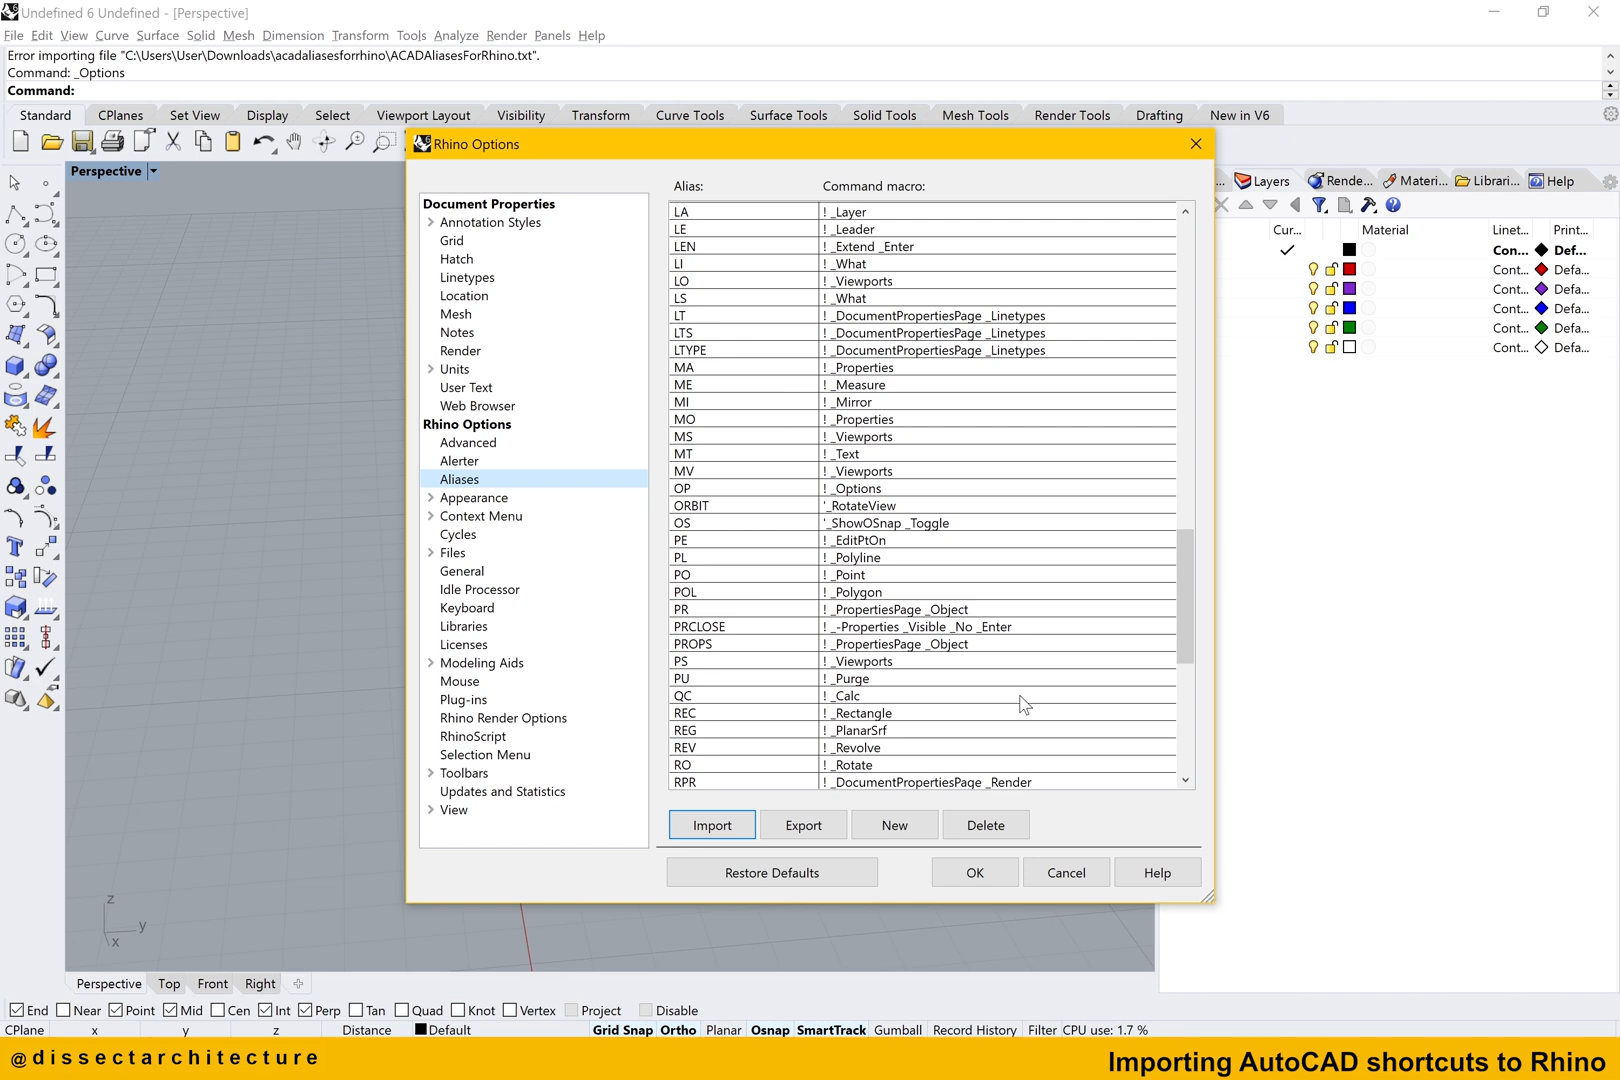 Undefined 6 Undefined - [Perspective]
File Edit View Curve Surface Solid Mesh Dimension Transform Tools Analyze Render Panels Help
Error importing file "C:\Users\User\Downloads\acadaliasesforrhino\ACADAliasesForRhino.txt".
Command: _Options
Command:
Standard CPlanes Set View Display Select Viewport Layout Visibility Transform Curve Tools Surface Tools Solid Tools Mesh Tools Render Tools Drafting New in V6
Rhino Options
Perspective
Document Properties
Annotation Styles
Grid
Hatch
Linetypes
Location
Mesh
Notes
Render
Units
User Text
Web Browser
Rhino Options
Advanced
Alerter
Aliases
Appearance
Context Menu
Cycles
Files
General
Idle Processor
Keyboard
Libraries
Licenses
Modeling Aids
Mouse
Plug-ins
Rhino Render Options
RhinoScript
Selection Menu
Toolbars
Updates and Statistics
View
Alias: Command macro:
LA ! _Layer
LE ! _Leader
LEN ! _Extend _Enter
LI ! _What
LO ! _Viewports
LS ! _What
LT ! _DocumentPropertiesPage _Linetypes
LTS ! _DocumentPropertiesPage _Linetypes
LTYPE ! _DocumentPropertiesPage _Linetypes
MA ! _Properties
ME ! _Measure
MI ! _Mirror
MO ! _Properties
MS ! _Viewports
MT ! _Text
MV ! _Viewports
OP ! _Options
ORBIT '_RotateView
OS '_ShowOSnap _Toggle
PE ! _EditPtOn
PL ! _Polyline
PO ! _Point
POL ! _Polygon
PR ! _PropertiesPage _Object
PRCLOSE ! _-Properties _Visible _No _Enter
PROPS ! _PropertiesPage _Object
PS ! _Viewports
PU ! _Purge
QC ! _Calc
REC ! _Rectangle
REG ! _PlanarSrf
REV ! _Revolve
RO ! _Rotate
RPR ! _DocumentPropertiesPage _Render
Import Export New Delete
Restore Defaults OK Cancel Help
... Layers Rende... Materi... Librari... Help
Cur... Material Linet... Print...
Con... Def...
Cont... Defa...
Cont... Defa...
Cont... Defa...
Cont... Defa...
Cont... Defa...
z
y
x
Perspective Top Front Right
End Near Point Mid Cen Int Perp Tan Quad Knot Vertex Project Disable
CPlane x y z Distance Default Grid Snap Ortho Planar Osnap SmartTrack Gumball Record History Filter CPU use: 1.7 %
@dissectarchitecture
Importing AutoCAD shortcuts to Rhino